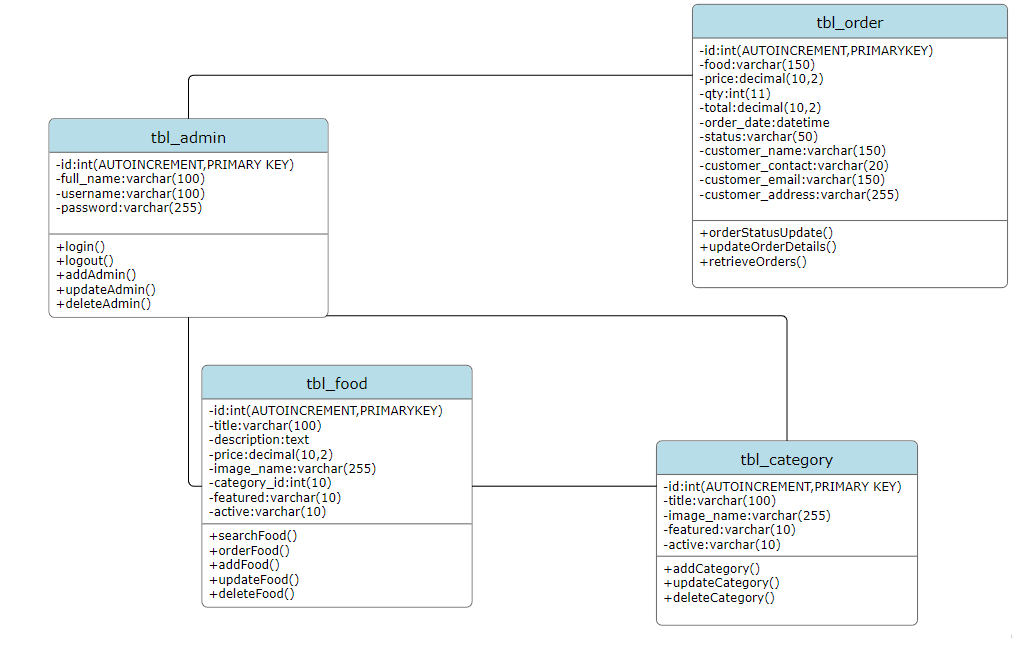 tbl_order
-id:int(AUTOINCREMENT,PRIMARYKEY)
-food:varchar(150)
-price:decimal(10,2)
-qty:int(11)
-total:decimal(10,2)
-order_date:datetime
-status:varchar(50)
-customer_name:varchar(150)
-customer_contact:varchar(20)
-customer_email:varchar(150)
-customer_address:varchar(255)
+orderStatusUpdate()
+updateOrderDetails()
+retrieveOrders()
tbl_admin
-id:int(AUTOINCREMENT,PRIMARY KEY)
-full_name:varchar(100)
-username:varchar(100)
-password:varchar(255)
+login()
+logout()
+addAdmin()
+updateAdmin()
+deleteAdmin()
tbl_food
-id:int(AUTOINCREMENT,PRIMARYKEY)
-title:varchar(100)
-description:text
-price:decimal(10,2)
-image_name:varchar(255)
-category_id:int(10)
-featured:varchar(10)
-active:varchar(10)
+searchFood()
+orderFood()
+addFood()
+updateFood()
+deleteFood()
tbl_category
-id:int(AUTOINCREMENT,PRIMARY KEY)
-title:varchar(100)
-image_name:varchar(255)
-featured:varchar(10)
-active:varchar(10)
+addCategory()
+updateCategory()
+deleteCategory()